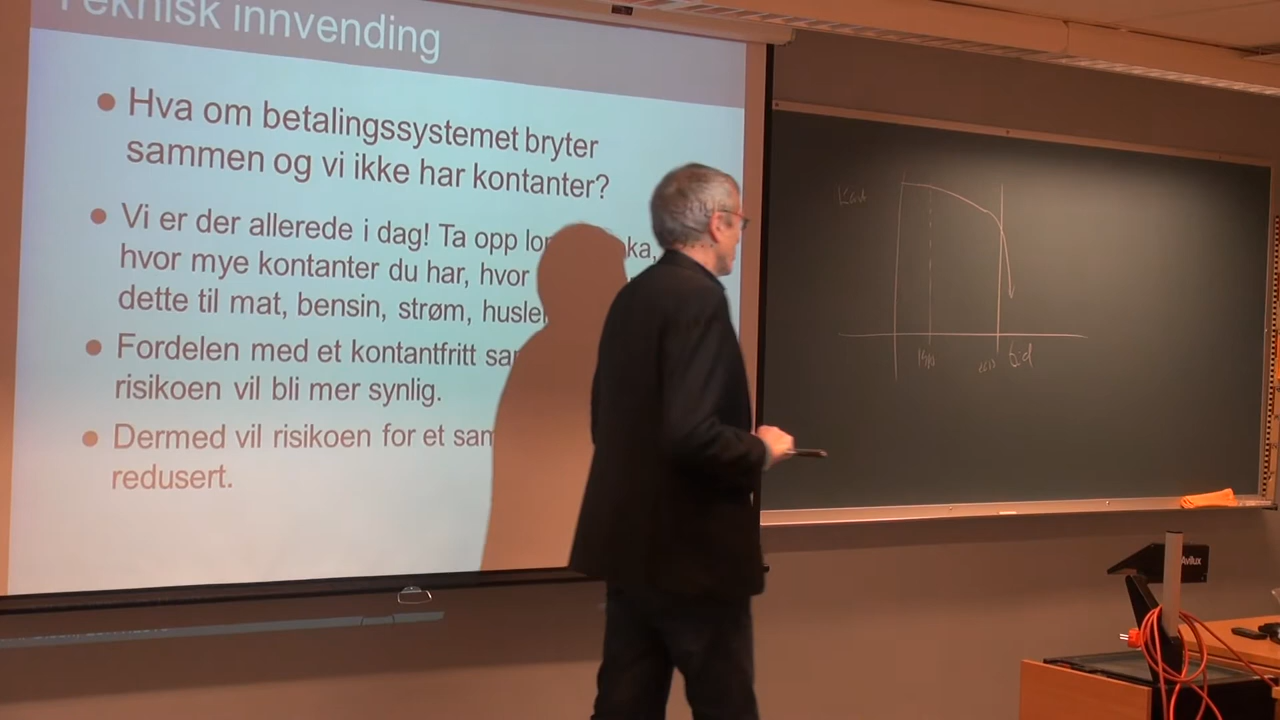 Teknisk innvending
Hva om betalingssystemet bryter
sammen og vi ikke har kontanter?
Vi er der allerede i dag! Ta opp
hvor mye kontanter du har, hvor
dette til mat, bensin, strøm,
Fordelen med et kontantfritt
risikoen vil bli mer synlig.
Dermed vil risikoen for et
redusert.
tid
Avilux